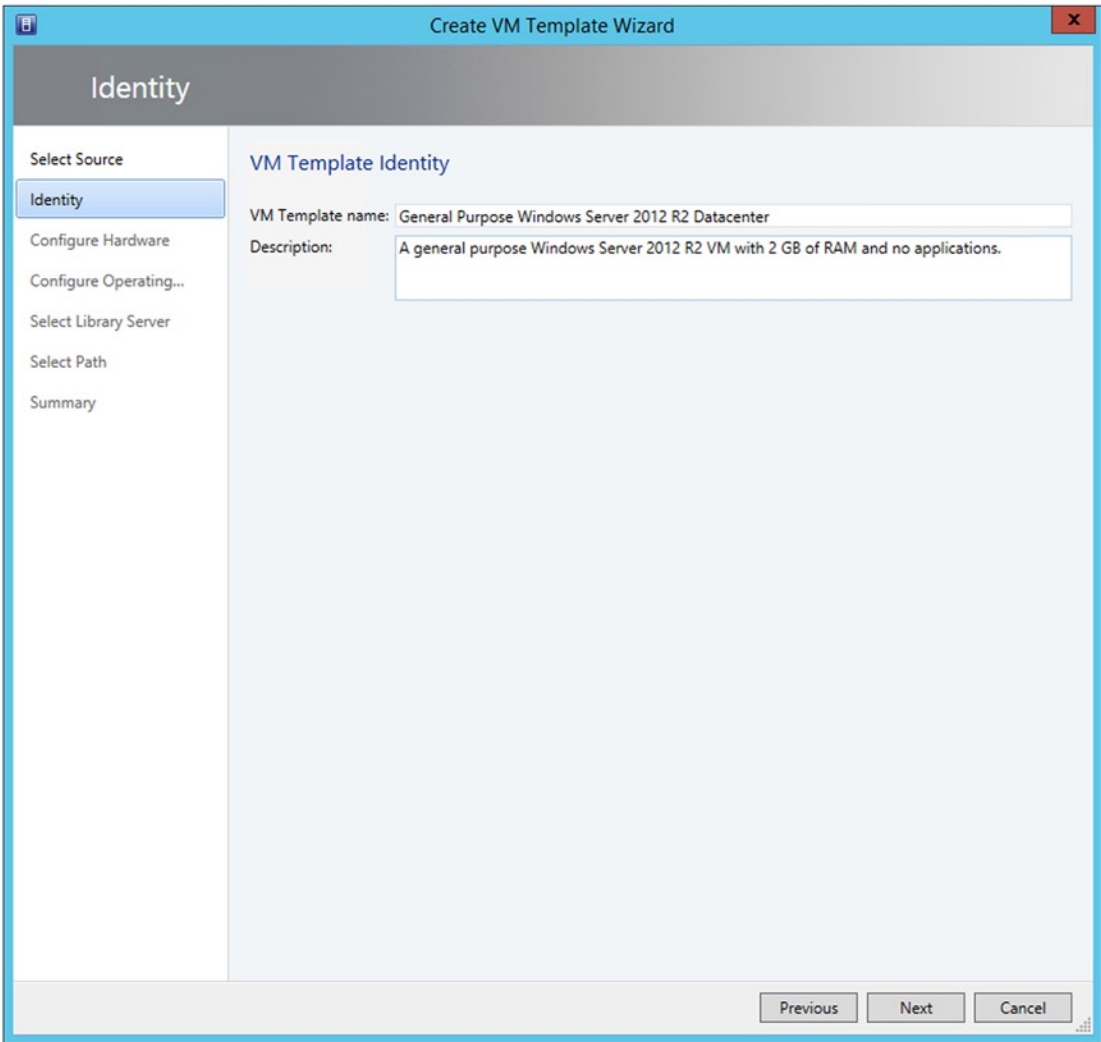 Create VM Template Wizard
x
Identity
Select Source
Identity
Configure Hardware
Configure Operating...
Select Library Server
Select Path
Summary
VM Template Identity
VM Template name: General Purpose Windows Server 2012 R2 Datacenter
Description: A general purpose Windows Server 2012 R2 VM with 2 GB of RAM and no applications.
Previous Next Cancel